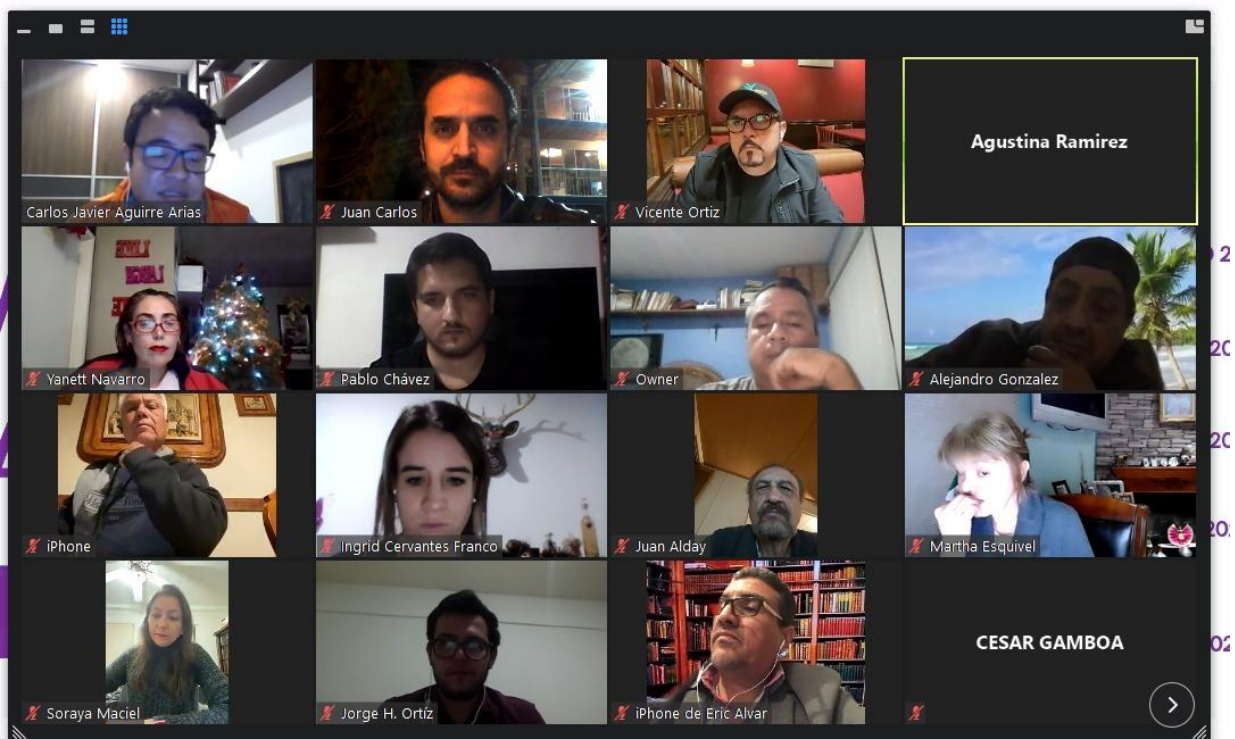 Carlos Javier Aguirre Arias
Juan Carlos
Vicente Ortiz
Agustina Ramirez
Yanett Navarro
Pablo Chávez
Owner
Alejandro Gonzalez
iPhone
Ingrid Cervantes Franco
Juan Alday
Martha Esquivel
Soraya Maciel
Jorge H. Ortíz
iPhone de Eric Alvar
CESAR GAMBOA